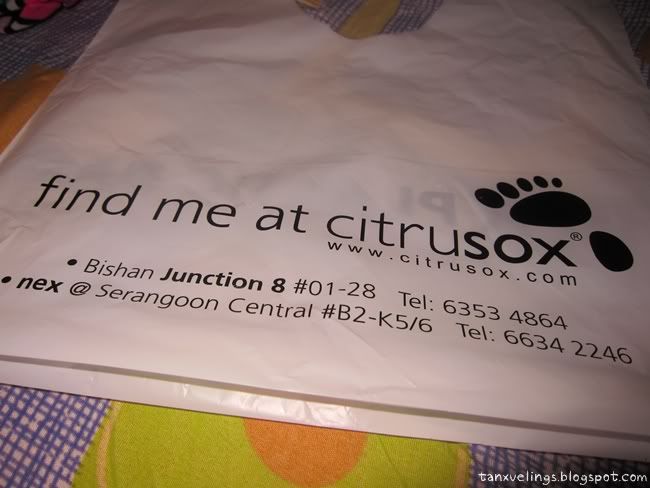 find me at citrusox®
www.citrusox.com
• Bishan Junction 8 #01-28 Tel: 6353 4864
• nex @ Serangoon Central #B2-K5/6 Tel: 6634 2246
tanxvelings.blogspot.com